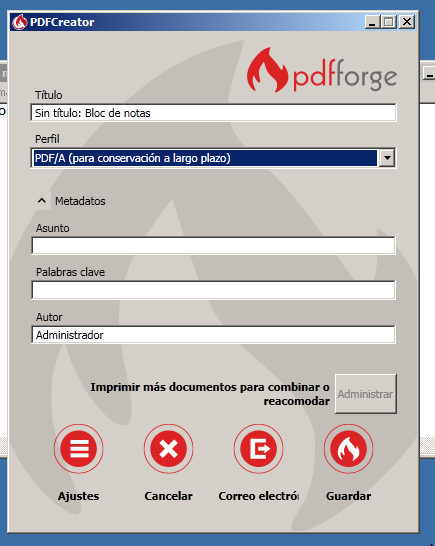 PDFCreator
pdfforge
Título
Sin título: Bloc de notas
Perfil
PDF/A (para conservación a largo plazo)
Metadatos
Asunto
Palabras clave
Autor
Administrador
Imprimir más documentos para combinar o
reacomodar
Administrar
Ajustes
Cancelar
Correo electrón
Guardar